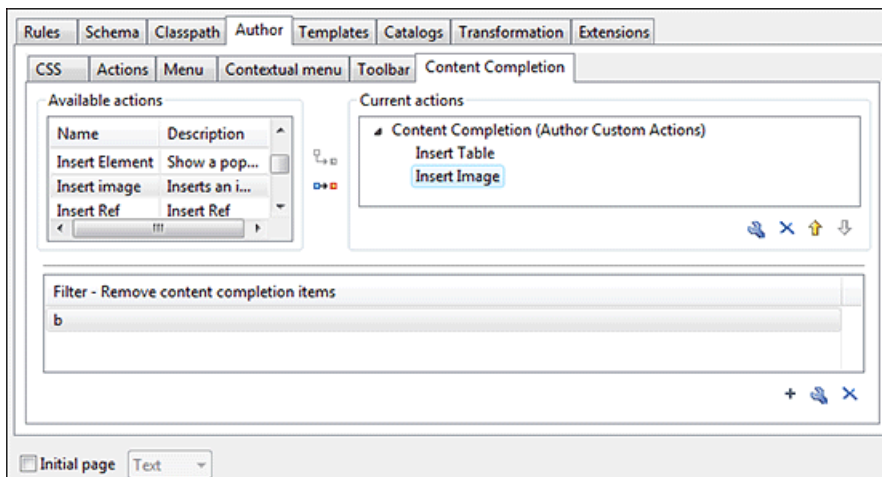 Rules Schema Classpath Author Templates Catalogs Transformation Extensions
CSS Actions Menu Contextual menu Toolbar Content Completion
Available actions
Name Description
Insert Element Show a pop...
Insert image Inserts an i...
Insert Ref Insert Ref
Current actions
Content Completion (Author Custom Actions)
Insert Table
Insert Image
Filter - Remove content completion items
b
Initial page Text